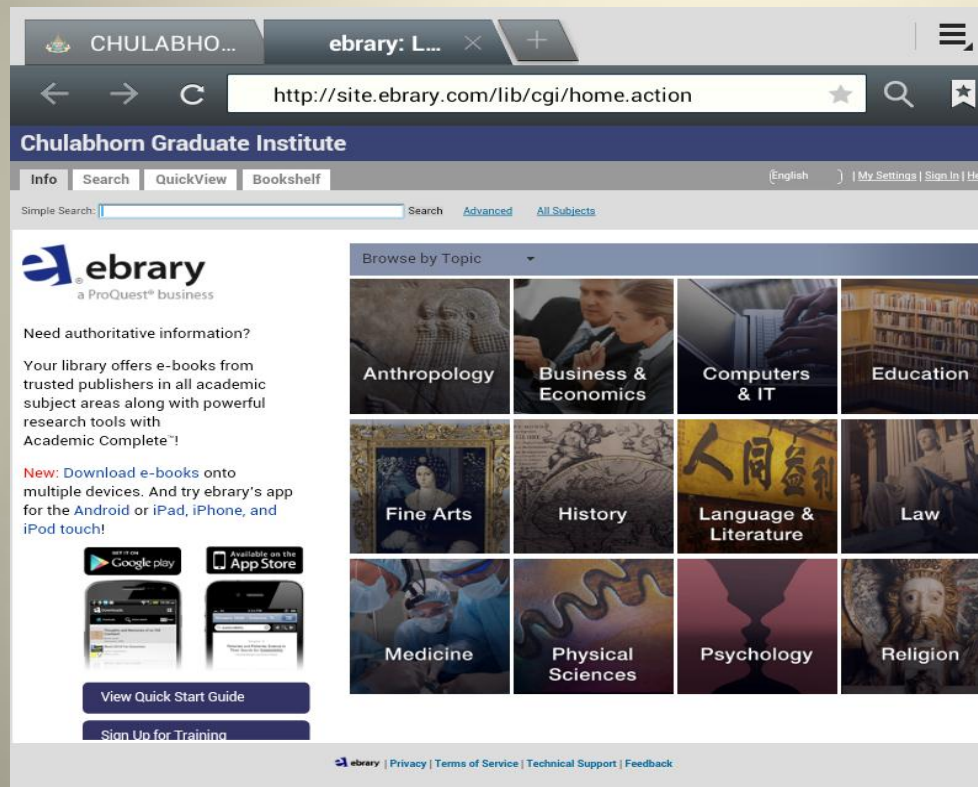 CHULABHO...
ebrary: L...
http://site.ebrary.com/lib/cgi/home.action
Chulabhorn Graduate Institute
Info Search QuickView Bookshelf
English | My Settings | Sign In | He
Simple Search: Search Advanced All Subjects
ebrary
a ProQuest® business
Need authoritative information?
Your library offers e-books from
trusted publishers in all academic
subject areas along with powerful
research tools with
Academic Complete™!
New: Download e-books onto
multiple devices. And try ebrary's app
for the Android or iPad, iPhone, and
iPod touch!
GET IT ON
Google play
Available on the
App Store
View Quick Start Guide
Sign Up for Training
Browse by Topic
Anthropology
Business &
Economics
Computers
& IT
Education
Fine Arts
History
人同益利
Language &
Literature
Law
Medicine
Physical
Sciences
Psychology
Religion
ebrary | Privacy | Terms of Service | Technical Support | Feedback